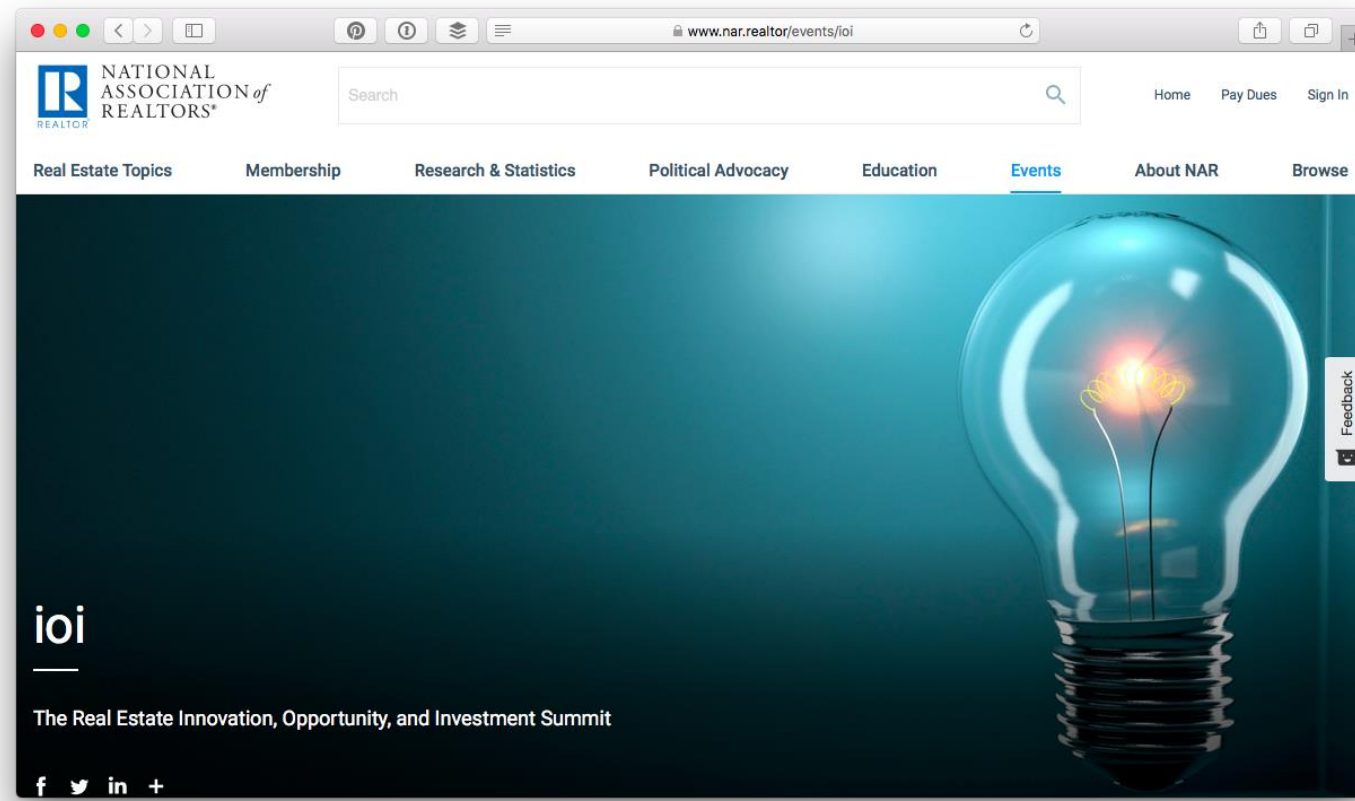 www.nar.realtor/events/ioi
NATIONAL
ASSOCIATION of
REALTORS®
REALTOR®
Search
Home Pay Dues Sign In
Real Estate Topics Membership Research & Statistics Political Advocacy Education Events About NAR Browse
Feedback
ioi
The Real Estate Innovation, Opportunity, and Investment Summit
f in +